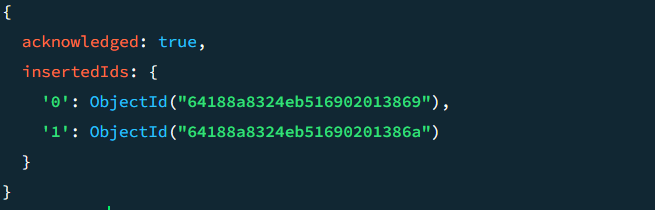 {
acknowledged: true,
insertedIds: {
'0': ObjectId("64188a8324eb516902013869"),
'1': ObjectId("64188a8324eb51690201386a")
}
}